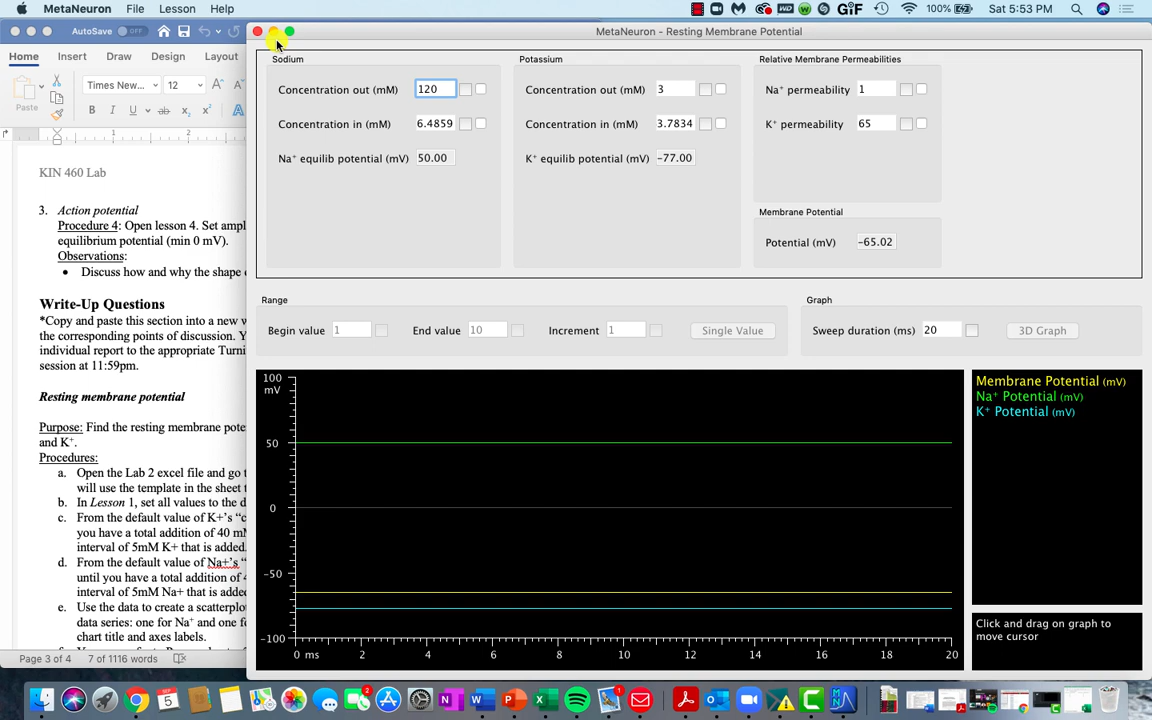 MetaNeuron File Lesson Help
GIF 100% Sat 5:53 PM
AutoSave OFF
MetaNeuron - Resting Membrane Potential
Home Insert Draw Design Layout
Paste
Times New... 12
B I U ab x₂ x² A
1 2
KIN 460 Lab
3. Action potential
Procedure 4: Open lesson 4. Set ampl
equilibrium potential (min 0 mV).
Observations:
• Discuss how and why the shape
Write-Up Questions
*Copy and paste this section into a new w
the corresponding points of discussion. Y
individual report to the appropriate Turni
session at 11:59pm.
Resting membrane potential
Purpose: Find the resting membrane pote
and K⁺.
Procedures:
a. Open the Lab 2 excel file and go t
will use the template in the sheet t
b. In Lesson 1, set all values to the d
c. From the default value of K+'s "c
you have a total addition of 40 mM
interval of 5mM K+ that is added.
d. From the default value of Na+'s "
until you have a total addition of 4
interval of 5mM Na+ that is added
e. Use the data to create a scatterplo
data series: one for Na⁺ and one fo
chart title and axes labels.
Page 3 of 4 7 of 1116 words
Sodium
Concentration out (mM) 120
Concentration in (mM) 6.4859
Na⁺ equilib potential (mV) 50.00
Potassium
Concentration out (mM) 3
Concentration in (mM) 3.7834
K⁺ equilib potential (mV) -77.00
Relative Membrane Permeabilities
Na⁺ permeability 1
K⁺ permeability 65
Membrane Potential
Potential (mV) -65.02
Range
Begin value 1 End value 10 Increment 1 Single Value
Graph
Sweep duration (ms) 20 3D Graph
100
mV
50
0
-50
-100
0 ms 2 4 6 8 10 12 14 16 18 20
Membrane Potential (mV)
Na⁺ Potential (mV)
K⁺ Potential (mV)
Click and drag on graph to
move cursor